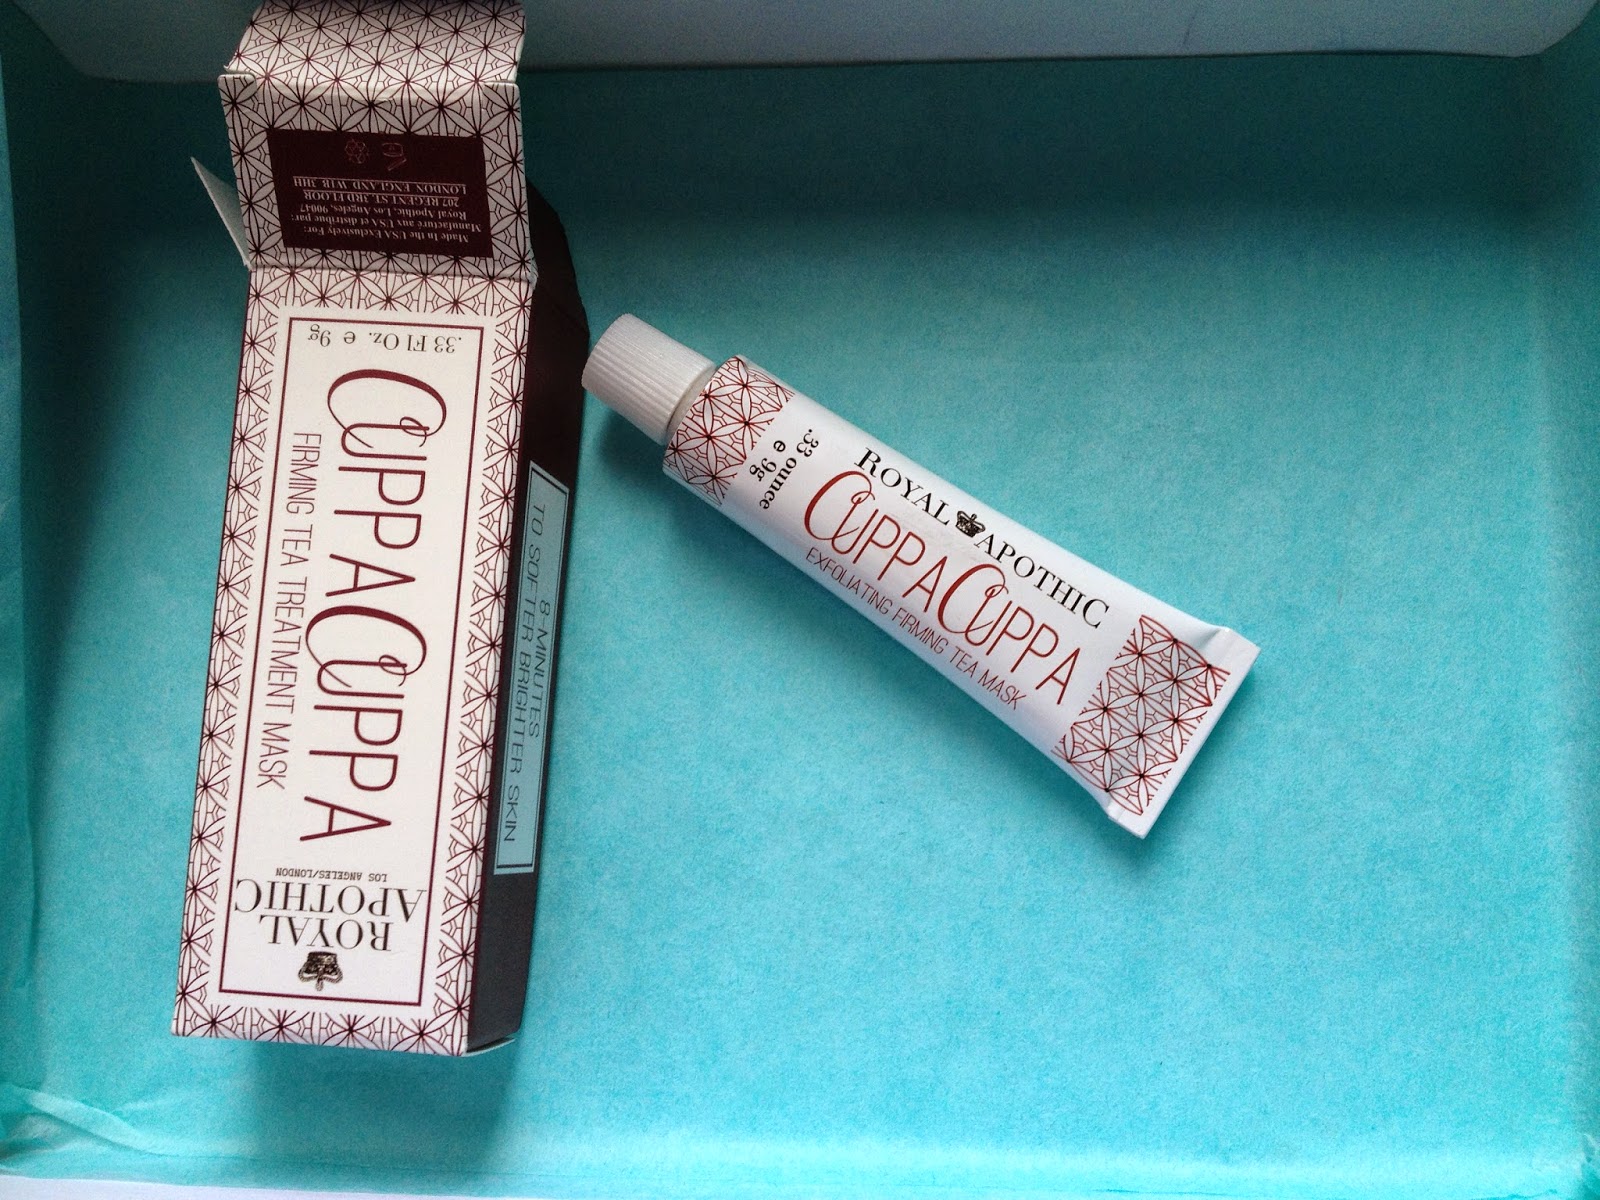 Made In the USA Exclusively For:
Manufacturé aux USA et distribue par:
Royal Apothic, Los Angeles, 90047
207 REGENT ST, 3RD FLOOR
LONDON ENGLAND W1B 3HH
ROYAL
APOTHIC
LOS ANGELES/LONDON
CUPPACUPPA
FIRMING TEA TREATMENT MASK
.33 Fl Oz. e 9g
8-MINUTES
TO SOFTER BRIGHTER SKIN
ROYAL APOTHIC
CUPPACUPPA
EXFOLIATING FIRMING TEA MASK
.33 ounce
e 9g